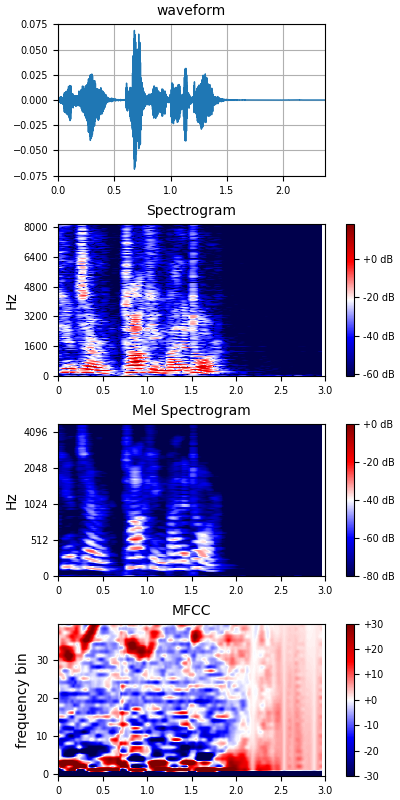 waveform
0.075
0.050
0.025
0.000
−0.025
−0.050
−0.075
0.0 0.5 1.0 1.5 2.0
Spectrogram
8000
6400
4800
3200
1600
0
Hz
0 0.5 1.0 1.5 2.0 2.5 3.0
+0 dB
-20 dB
-40 dB
-60 dB
Mel Spectrogram
4096
2048
1024
512
0
Hz
0 0.5 1.0 1.5 2.0 2.5 3.0
+0 dB
-20 dB
-40 dB
-60 dB
-80 dB
MFCC
30
20
10
0
frequency bin
0 0.5 1.0 1.5 2.0 2.5 3.0
+30
+20
+10
+0
-10
-20
-30